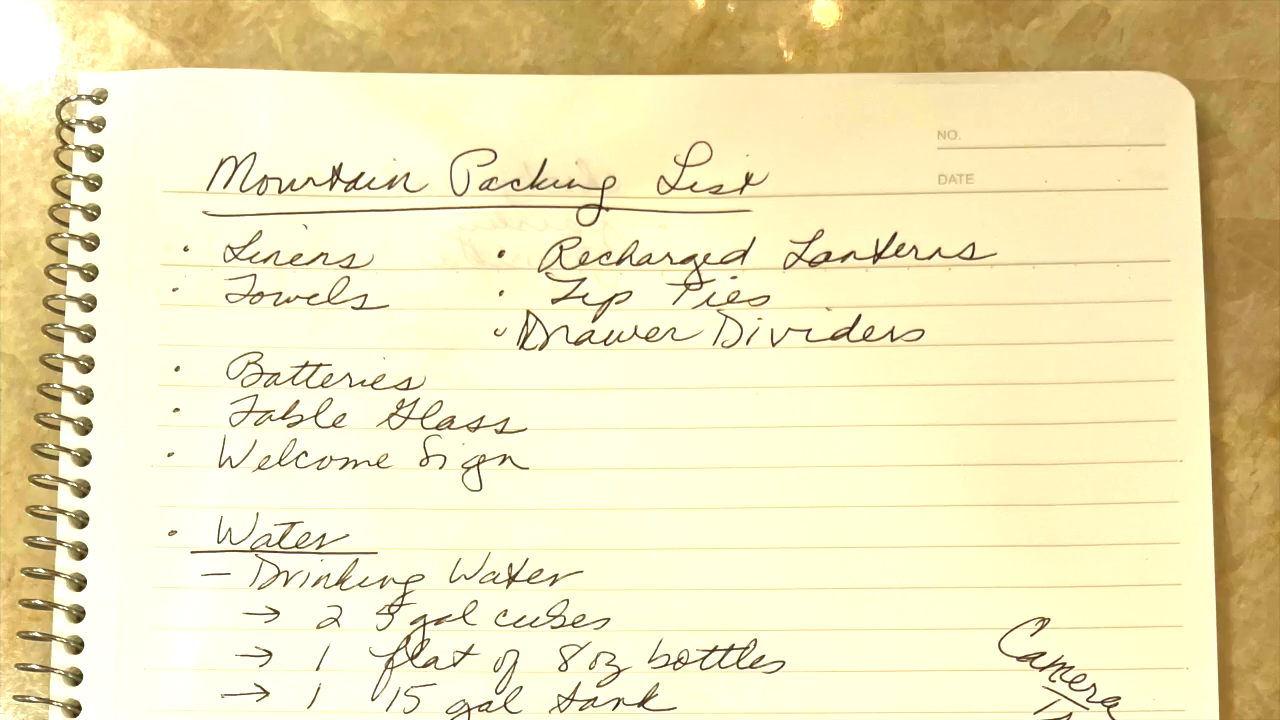 NO.
DATE
Mountain Packing List
• Linens • Recharged Lanterns
• Towels • Zip Ties
• Drawer Dividers
• Batteries
• Table Glass
• Welcome Sign
• Water
– Drinking Water
→ 2 5 gal cubes
→ 1 flat of 8 oz bottles
→ 1 15 gal tank
Camera